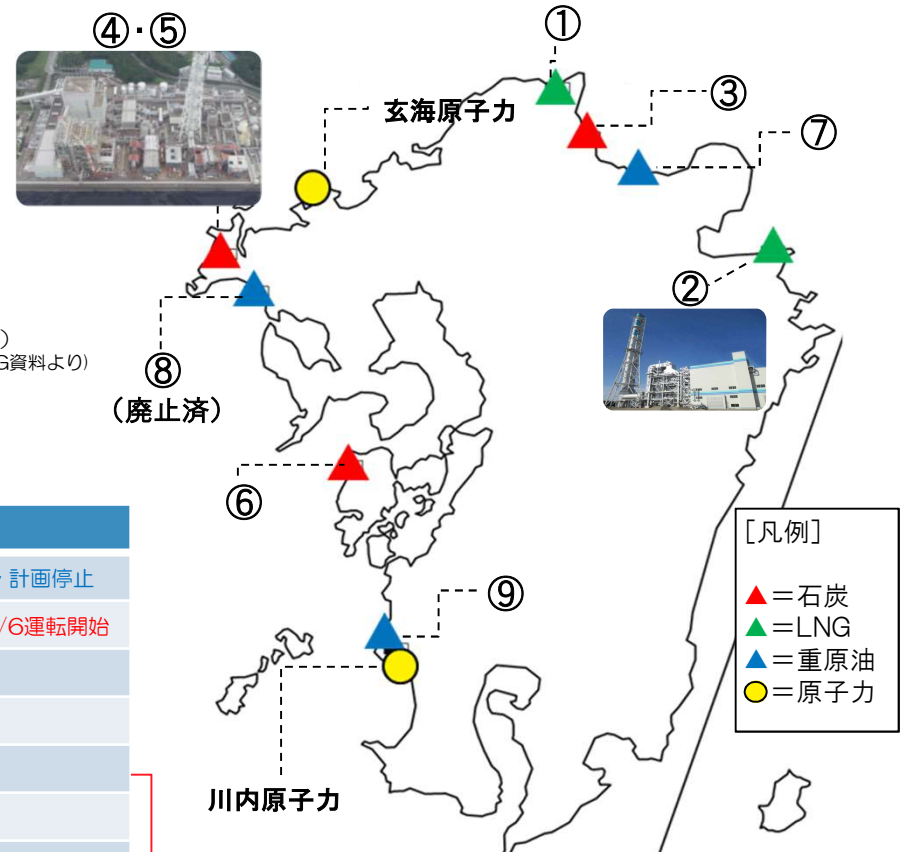 ④・⑤
①
玄海原子力
③
⑦
②
）
G資料より）
⑧
（廃止済）
⑥
計画停止
/6運転開始
⑨
川内原子力
［凡例］
▲＝石炭
▲＝LNG
▲＝重原油
●＝原子力